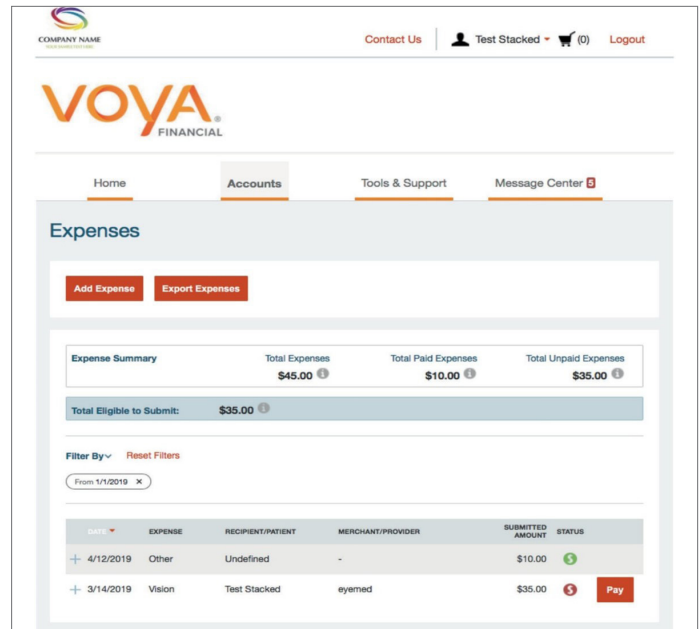 COMPANY NAME
Contact Us Test Stacked (0) Logout
VOYA®
FINANCIAL
Home Accounts Tools & Support Message Center 5
Expenses
Add Expense Export Expenses
Expense Summary Total Expenses Total Paid Expenses Total Unpaid Expenses
$45.00 $10.00 $35.00
Total Eligible to Submit: $35.00
Filter By Reset Filters
From 1/1/2019 ×
DATE EXPENSE RECIPIENT/PATIENT MERCHANT/PROVIDER SUBMITTED AMOUNT STATUS
+ 4/12/2019 Other Undefined - $10.00 $
+ 3/14/2019 Vision Test Stacked eyemed $35.00 $ Pay